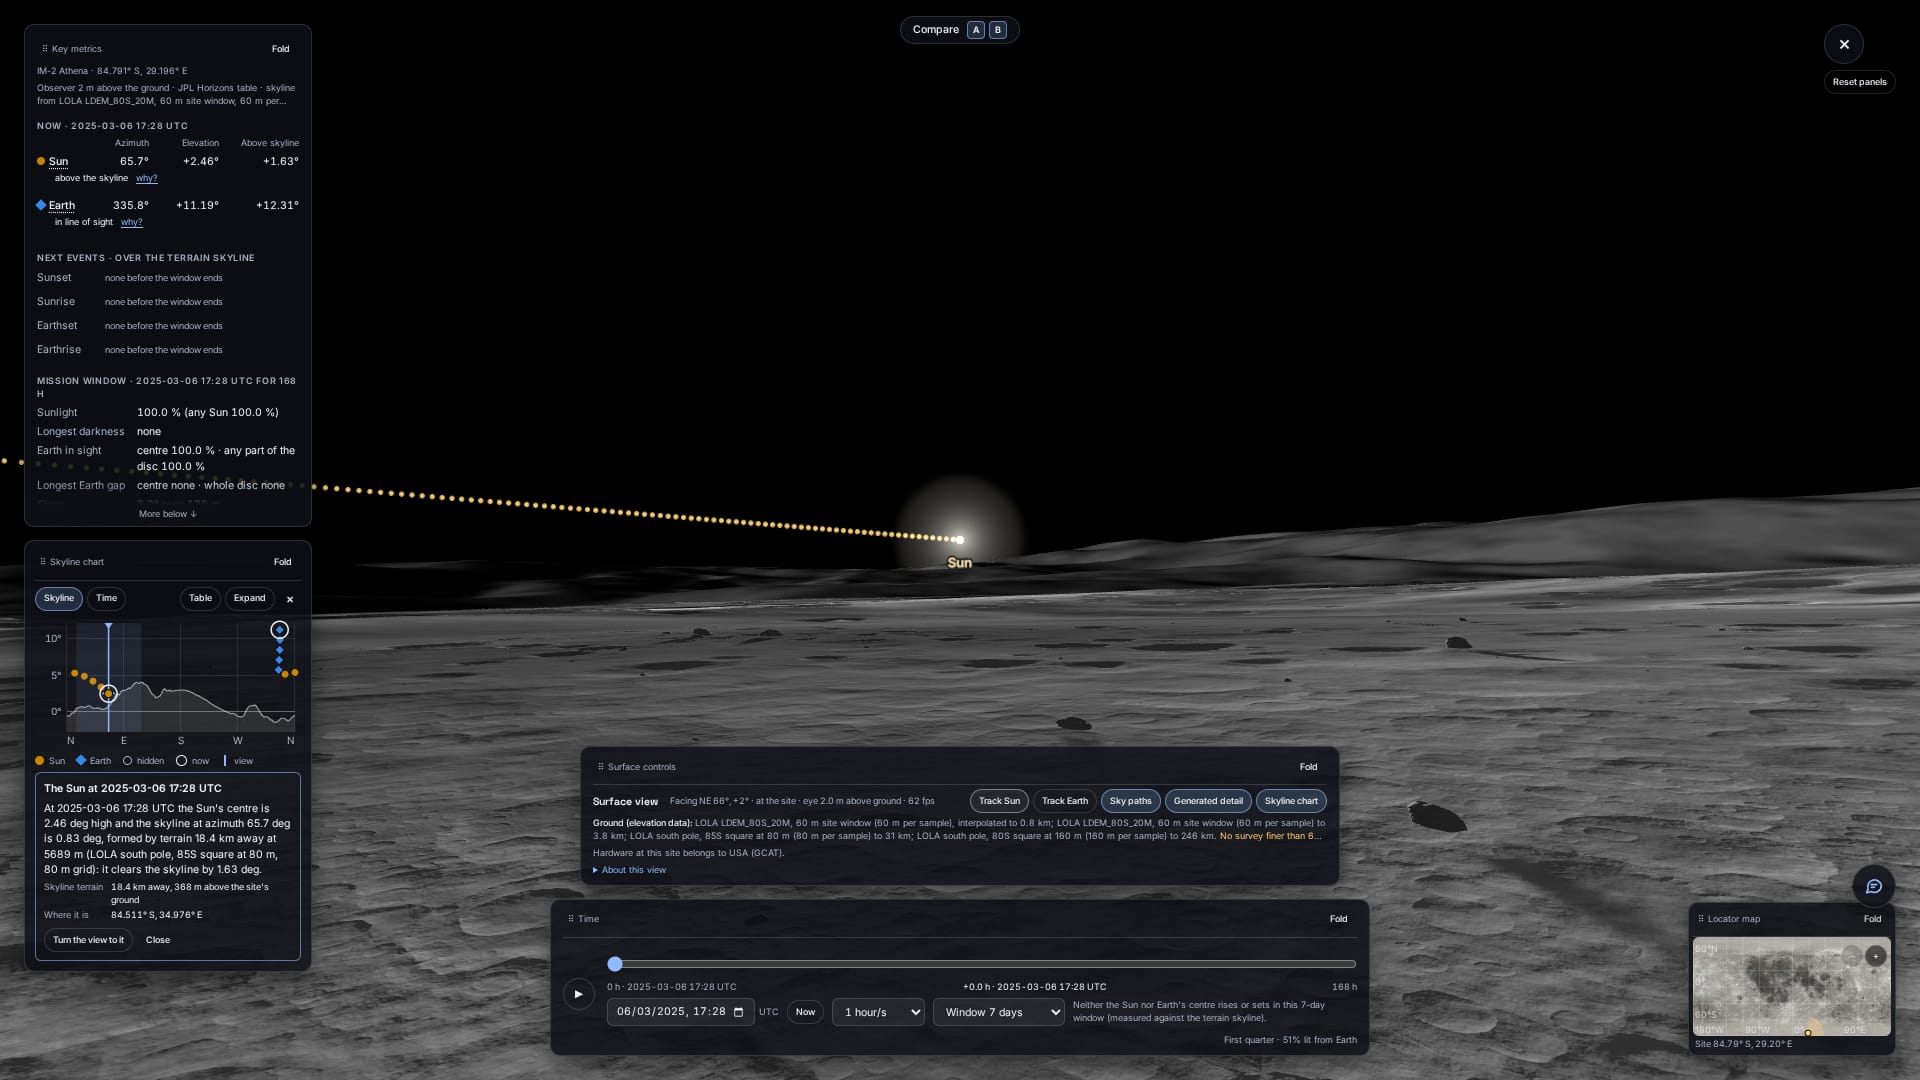 Compare A B
Reset panels
Key metrics
Fold
IM-2 Athena · 84.791° S, 29.196° E
Observer 2 m above the ground · JPL Horizons table · skyline
from LOLA LDEM_80S_20M, 60 m site window, 60 m per...
NOW · 2025-03-06 17:28 UTC
Azimuth Elevation Above skyline
Sun 65.7° +2.46° +1.63°
above the skyline why?
Earth 335.8° +11.19° +12.31°
in line of sight why?
NEXT EVENTS · OVER THE TERRAIN SKYLINE
Sunset none before the window ends
Sunrise none before the window ends
Earthset none before the window ends
Earthrise none before the window ends
MISSION WINDOW · 2025-03-06 17:28 UTC FOR 168
H
Sunlight 100.0 % (any Sun 100.0 %)
Longest darkness none
Earth in sight centre 100.0 % · any part of the
disc 100.0 %
Longest Earth gap centre none · whole disc none
More below ↓
Sun
Skyline chart
Fold
Skyline Time Table Expand ×
10°
5°
0°
N E S W N
Sun Earth hidden now view
The Sun at 2025-03-06 17:28 UTC
At 2025-03-06 17:28 UTC the Sun's centre is
2.46 deg high and the skyline at azimuth 65.7 deg
is 0.83 deg, formed by terrain 18.4 km away at
5689 m (LOLA south pole, 85S square at 80 m,
80 m grid): it clears the skyline by 1.63 deg.
Skyline terrain 18.4 km away, 368 m above the site's
ground
Where it is 84.511° S, 34.976° E
Turn the view to it Close
Surface controls
Fold
Surface view Facing NE 66°, +2° · at the site · eye 2.0 m above ground · 62 fps
Track Sun Track Earth Sky paths Generated detail Skyline chart
Ground (elevation data): LOLA LDEM_80S_20M, 60 m site window (60 m per sample), interpolated to 0.8 km; LOLA LDEM_80S_20M, 60 m site window (60 m per sample) to
3.8 km; LOLA south pole, 85S square at 80 m (80 m per sample) to 31 km; LOLA south pole, 80S square at 160 m (160 m per sample) to 246 km. No survey finer than 6...
Hardware at this site belongs to USA (GCAT).
About this view
Time
Fold
0 h · 2025-03-06 17:28 UTC +0.0 h · 2025-03-06 17:28 UTC 168 h
06/03/2025, 17:28 UTC Now 1 hour/s Window 7 days
Neither the Sun nor Earth's centre rises or sets in this 7-day
window (measured against the terrain skyline).
First quarter · 51% lit from Earth
Locator map
Fold
60°N
0°
60°S
180°W 90°W 0° 90°E
Site 84.79° S, 29.20° E